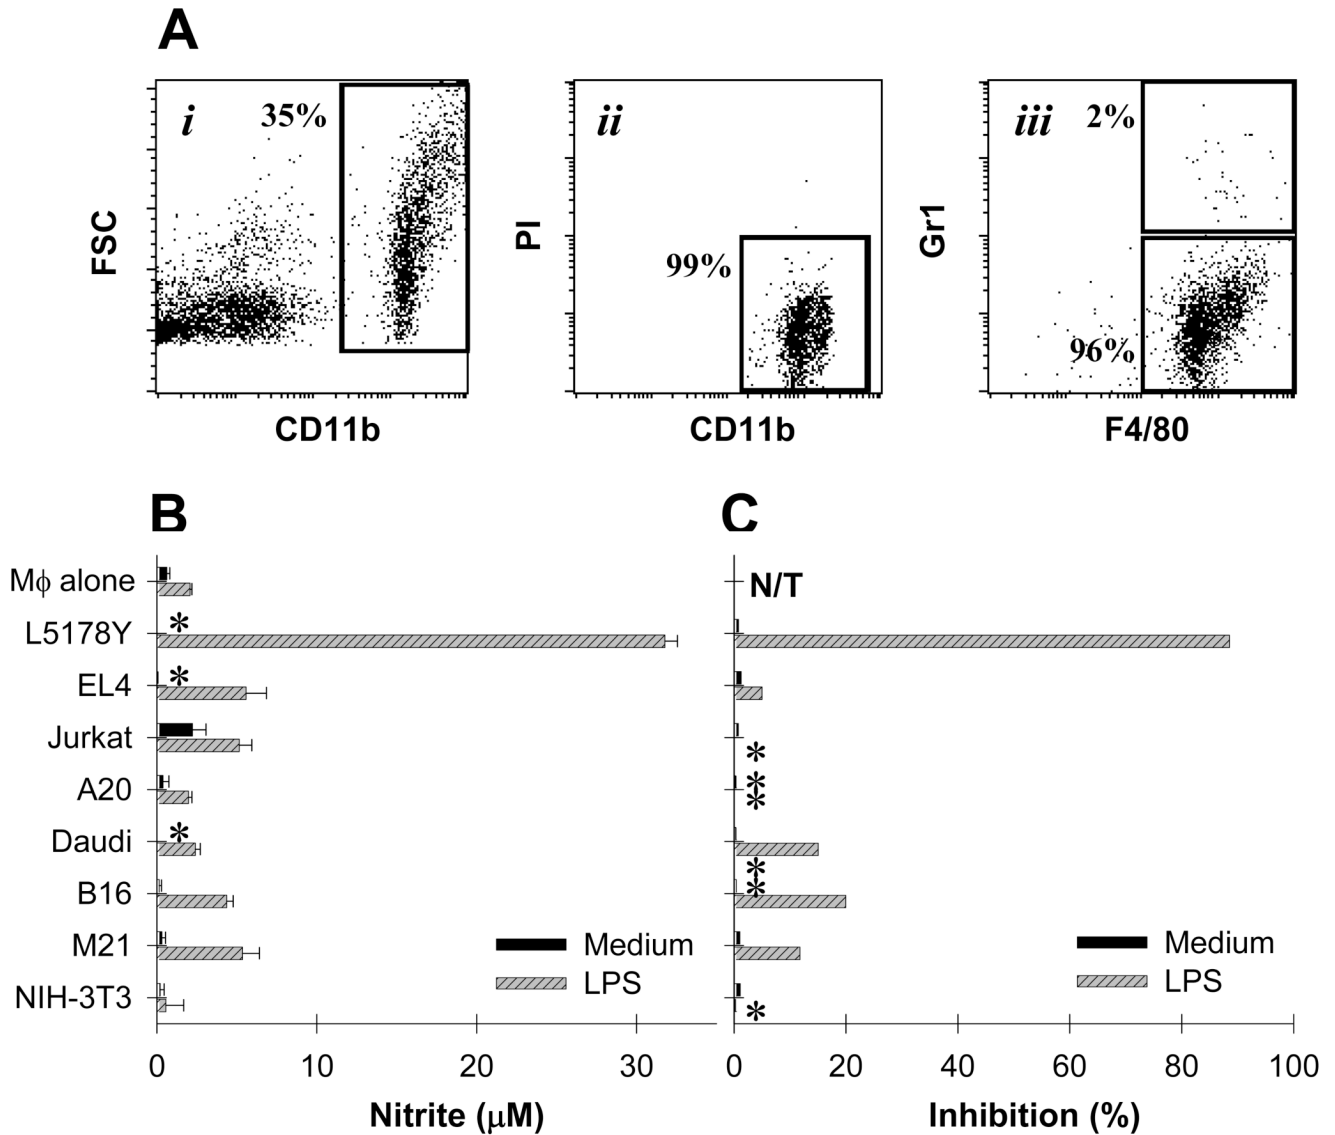 A
i
35%
FSC
CD11b
ii
99%
PI
CD11b
iii
2%
96%
Gr1
F4/80
B
Mϕ alone
L5178Y
*
EL4
*
Jurkat
A20
Daudi
*
B16
M21
NIH-3T3
Medium
LPS
0 10 20 30
Nitrite (μM)
C
N/T
*
*
*
*
*
*
Medium
LPS
0 20 40 60 80 100
Inhibition (%)